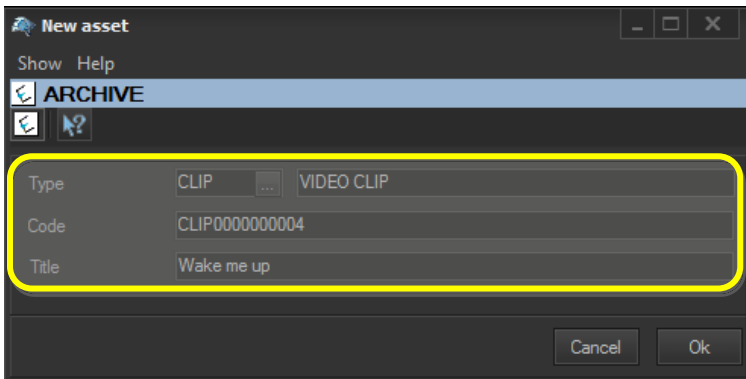 New asset
Show Help
ARCHIVE
Type CLIP ... VIDEO CLIP
Code CLIP0000000004
Title Wake me up
Cancel Ok